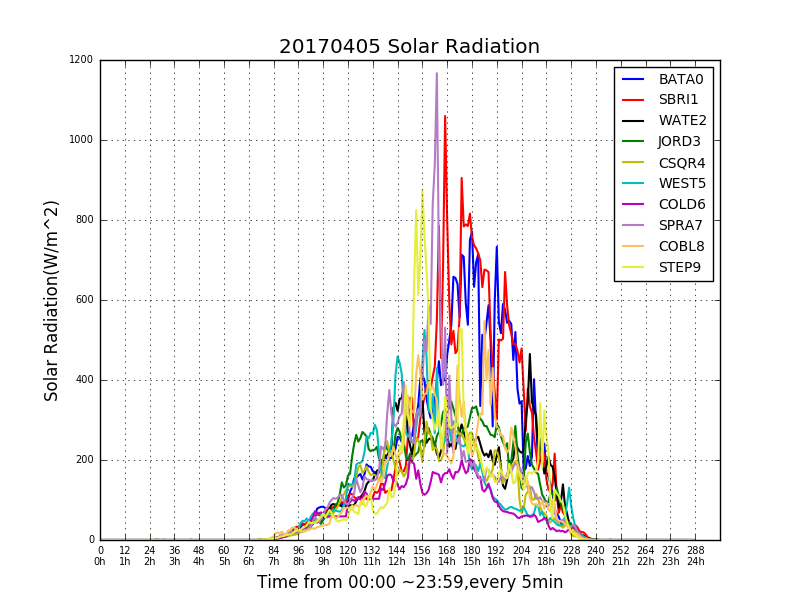 20170405 Solar Radiation
1200
1000
800
600
400
200
0
Solar Radiation(W/m^2)
BATA0
SBRI1
WATE2
JORD3
CSQR4
WEST5
COLD6
SPRA7
COBL8
STEP9
0 12 24 36 48 60 72 84 96 108 120 132 144 156 168 180 192 204 216 228 240 252 264 276 288
0h 1h 2h 3h 4h 5h 6h 7h 8h 9h 10h 11h 12h 13h 14h 15h 16h 17h 18h 19h 20h 21h 22h 23h 24h
Time from 00:00 ~23:59,every 5min